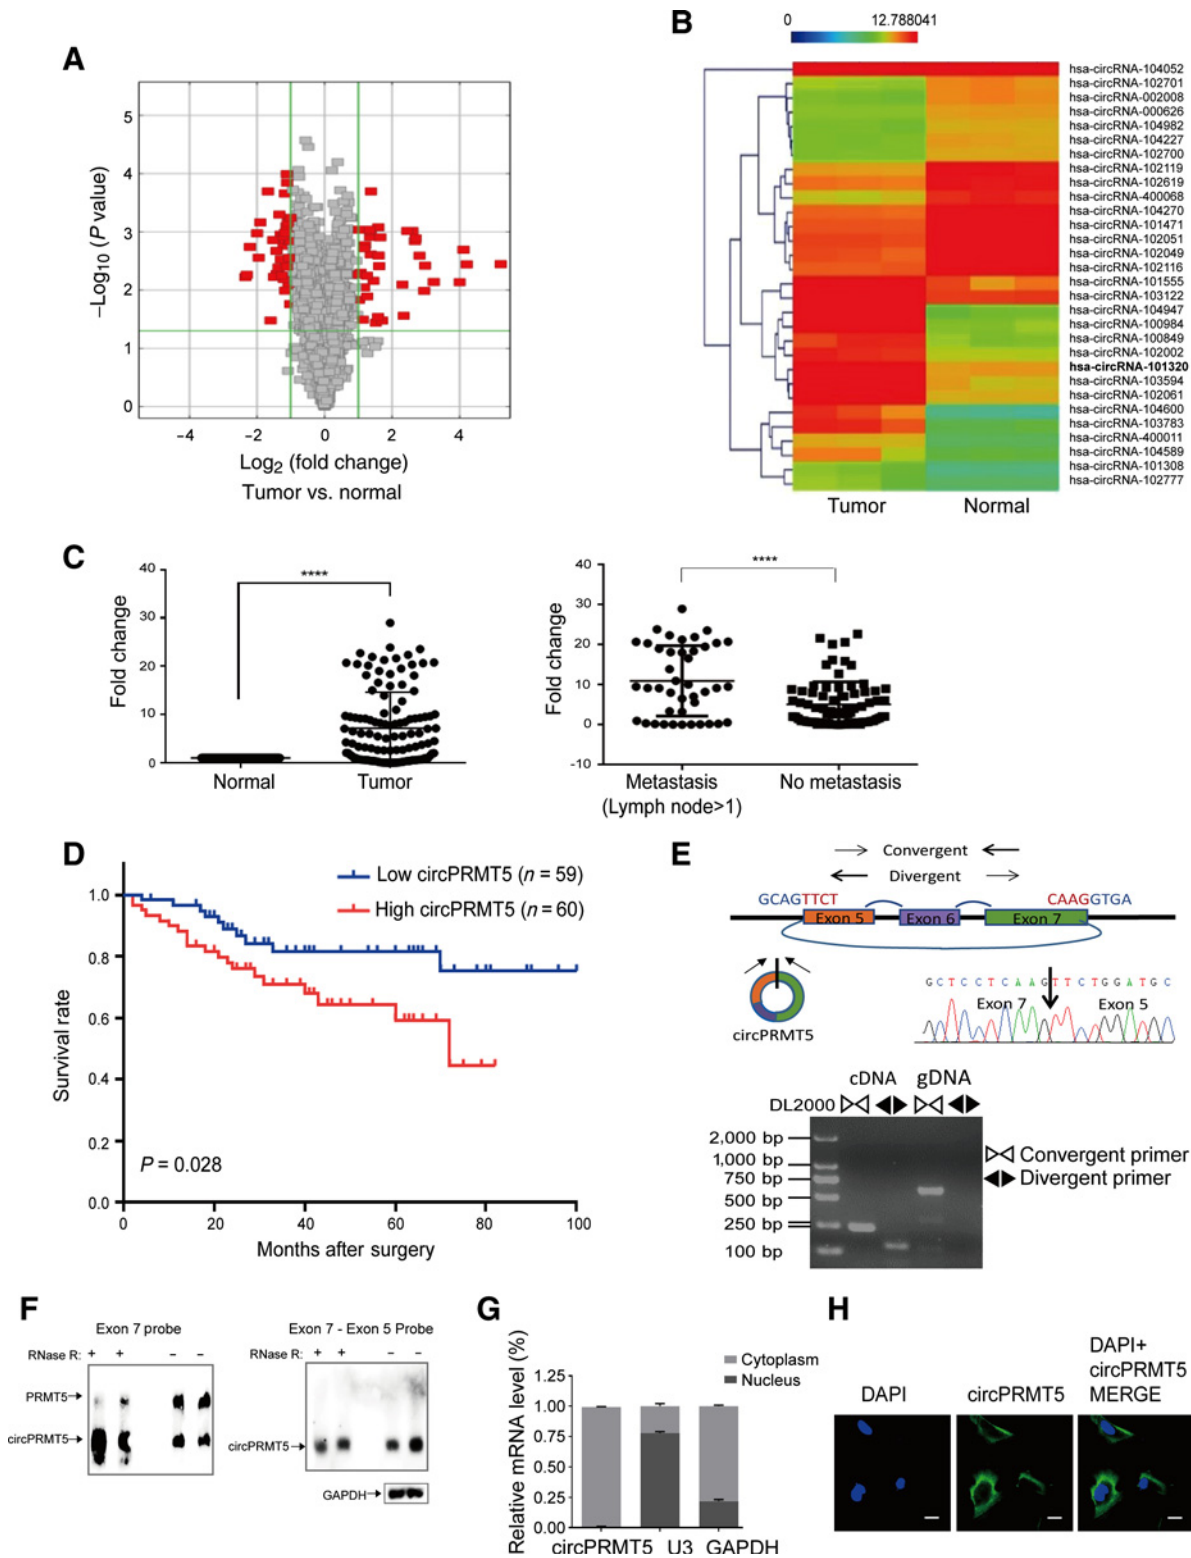 A
5
4
3
2
1
0
−4
−2
0
2
4
−Log10 (P value)
Log2 (fold change)
Tumor vs. normal
B
0
12.788041
hsa-circRNA-104052
hsa-circRNA-102701
hsa-circRNA-002008
hsa-circRNA-000626
hsa-circRNA-104982
hsa-circRNA-104227
hsa-circRNA-102700
hsa-circRNA-102119
hsa-circRNA-102619
hsa-circRNA-400068
hsa-circRNA-104270
hsa-circRNA-101471
hsa-circRNA-102051
hsa-circRNA-102049
hsa-circRNA-102116
hsa-circRNA-101555
hsa-circRNA-103122
hsa-circRNA-104947
hsa-circRNA-100984
hsa-circRNA-100849
hsa-circRNA-102002
hsa-circRNA-101320
hsa-circRNA-103594
hsa-circRNA-102061
hsa-circRNA-104600
hsa-circRNA-103783
hsa-circRNA-400011
hsa-circRNA-104589
hsa-circRNA-101308
hsa-circRNA-102777
Tumor
Normal
C
40
30
20
10
0
Fold change
****
Normal
Tumor
40
30
20
10
0
−10
Fold change
****
Metastasis
(Lymph node>1)
No metastasis
D
Low circPRMT5 (n = 59)
High circPRMT5 (n = 60)
1.0
0.8
0.6
0.4
0.2
0.0
Survival rate
P = 0.028
0
20
40
60
80
100
Months after surgery
E
Convergent
Divergent
GCAGTTCT
CAAGGTGA
Exon 5
Exon 6
Exon 7
circPRMT5
G C T C C T C A A G T T C T G G A T G C
Exon 7
Exon 5
cDNA
gDNA
DL2000
2,000 bp
1,000 bp
750 bp
500 bp
250 bp
100 bp
Convergent primer
Divergent primer
F
Exon 7 probe
RNase R:
+
+
−
−
PRMT5
circPRMT5
Exon 7 - Exon 5 Probe
RNase R:
+
+
−
−
circPRMT5
GAPDH
G
Cytoplasm
Nucleus
1.25
1.00
0.75
0.50
0.25
0.00
Relative mRNA level (%)
circPRMT5
U3
GAPDH
H
DAPI
circPRMT5
DAPI+
circPRMT5
MERGE